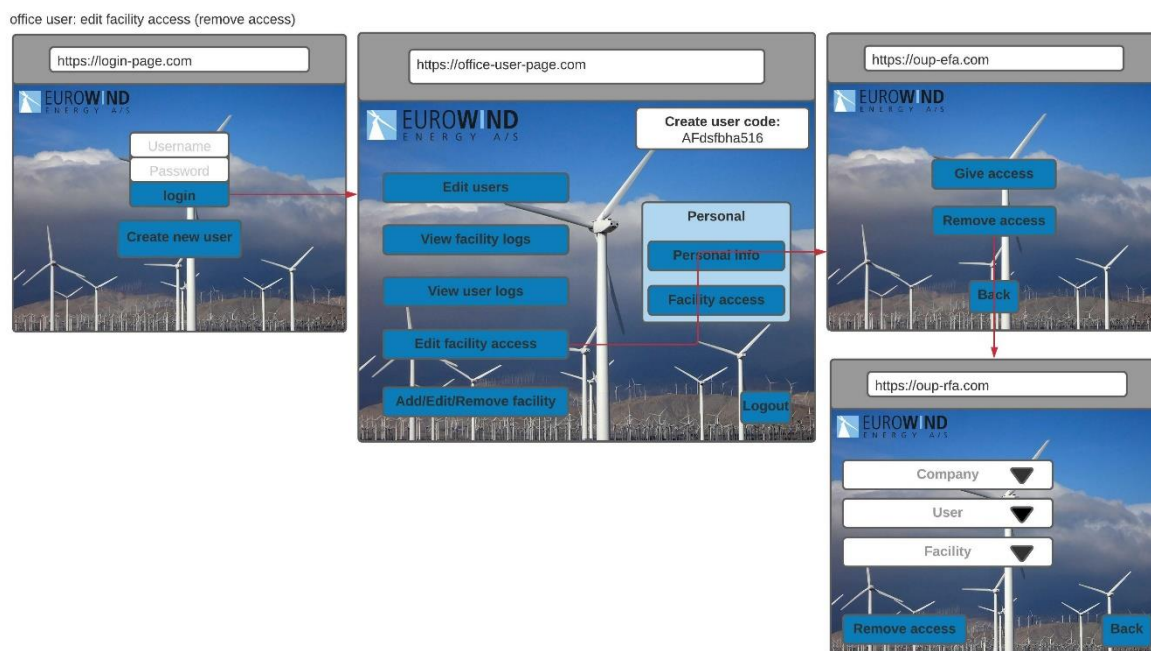 office user: edit facility access (remove access)
https://login-page.com
EUROWIND
ENERGY A/S
Username
Password
login
Create new user
https://office-user-page.com
EUROWIND
ENERGY A/S
Create user code:
AFdsfbha516
Edit users
View facility logs
View user logs
Edit facility access
Add/Edit/Remove facility
Personal
Personal info
Facility access
Logout
https://oup-efa.com
EUROWIND
ENERGY A/S
Give access
Remove access
Back
https://oup-rfa.com
EUROWIND
ENERGY A/S
Company
User
Facility
Remove access
Back